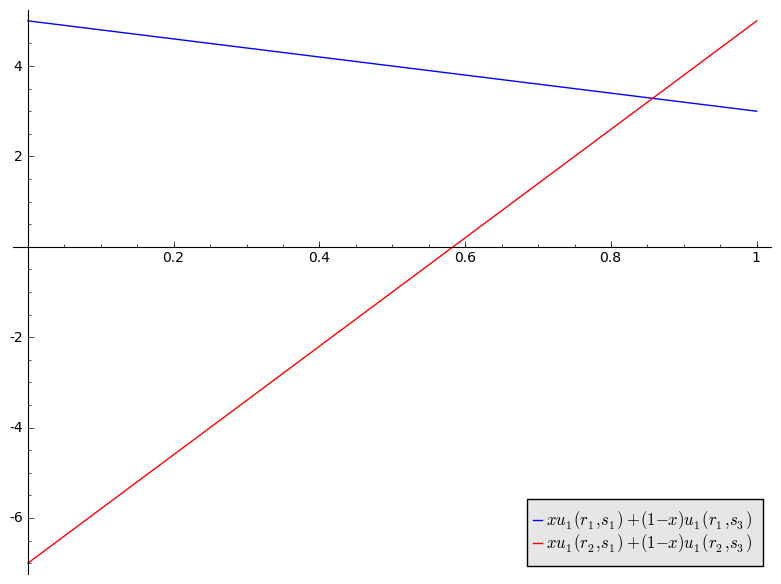 4
2
0.2 0.4 0.6 0.8 1
-2
-4
-6
xu₁(r₁,s₁)+(1−x)u₁(r₁,s₃)
xu₁(r₂,s₁)+(1−x)u₁(r₂,s₃)